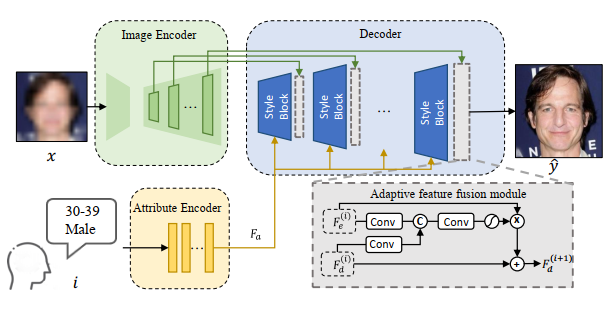 Image Encoder
Decoder
Style Block
Style Block
Style Block
...
...
x
ŷ
30-39
Male
i
Attribute Encoder
...
F_a
Adaptive feature fusion module
F_e^(i)
Conv
C
Conv
∫
X
Conv
F_d^(i)
+
F_d^(i+1)